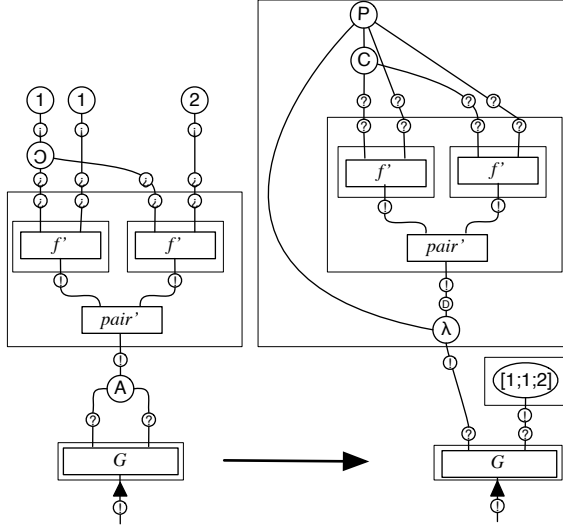 1 1 2
¡ ¡ ¡
Ɔ
¿ ¿ ¿ ¿
¿ ¿ ¿ ¿
f' f'
! !
pair'
!
A
? ?
G
!
P
C
? ? ? ?
? ? ? ?
f' f'
! !
pair'
!
D
λ
!
[1;1;2]
!
? ?
G
!